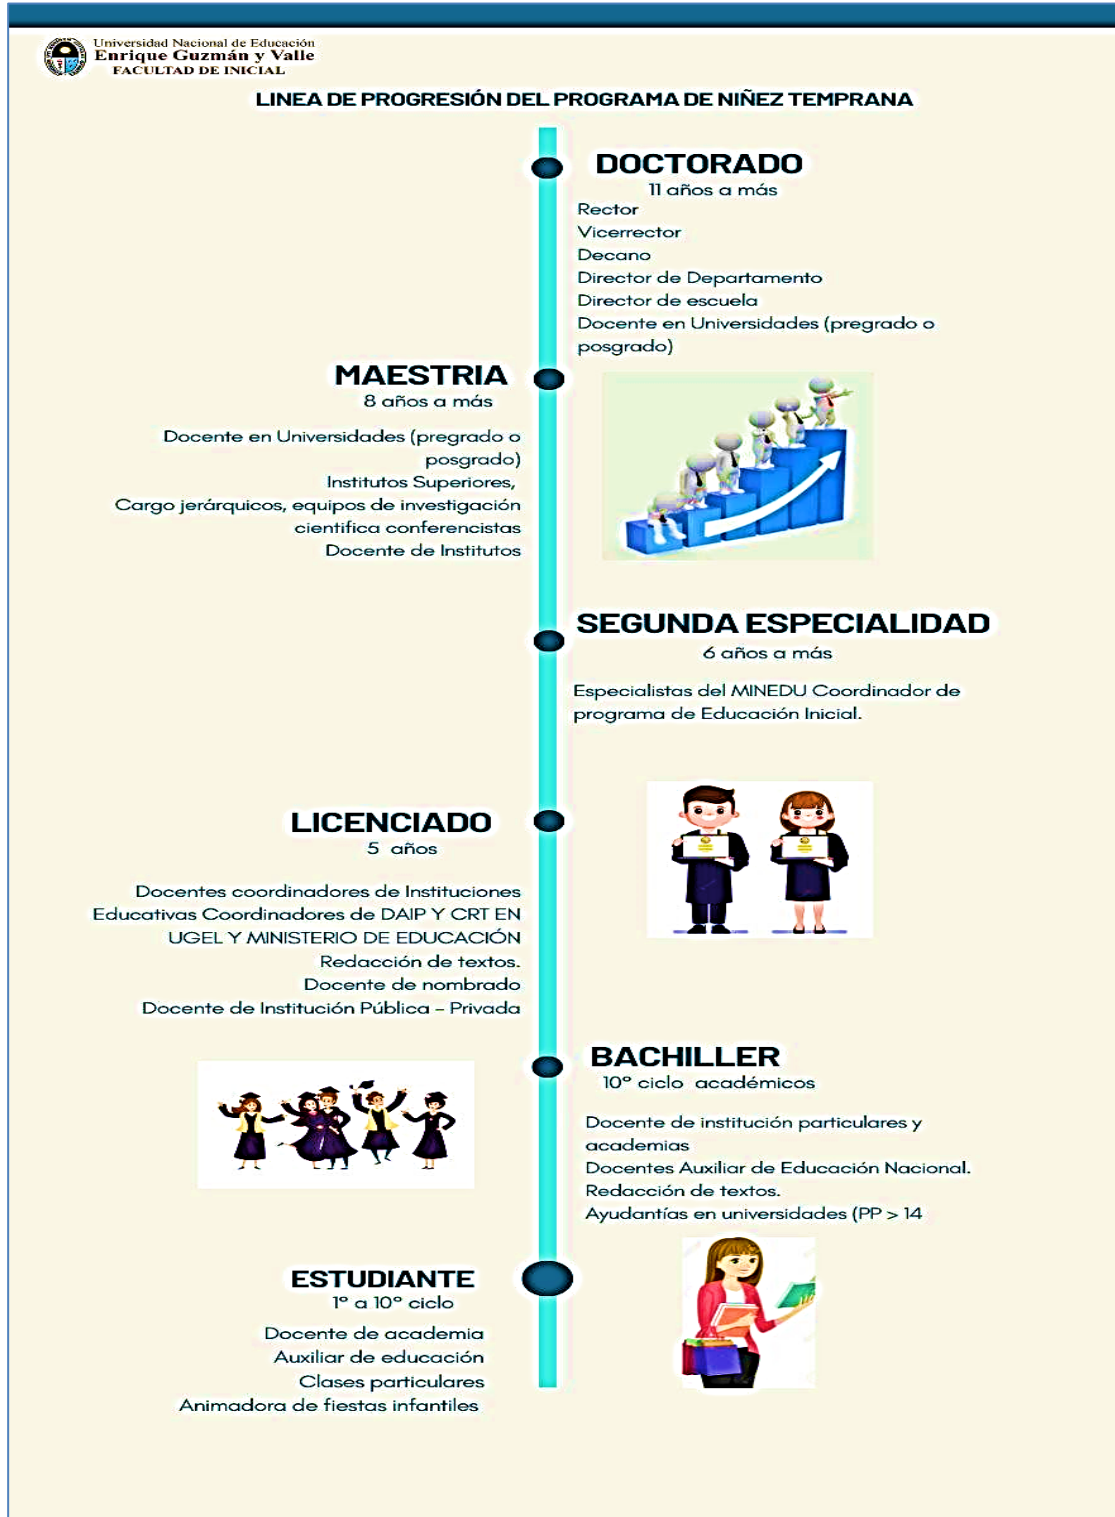 Universidad Nacional de Educación
Enrique Guzmán y Valle
FACULTAD DE INICIAL
LINEA DE PROGRESIÓN DEL PROGRAMA DE NIÑEZ TEMPRANA
DOCTORADO
11 años a más
Rector
Vicerrector
Decano
Director de Departamento
Director de escuela
Docente en Universidades (pregrado o
posgrado)
MAESTRIA
8 años a más
Docente en Universidades (pregrado o
posgrado)
Institutos Superiores,
Cargo jerárquicos, equipos de investigación
cientifica conferencistas
Docente de Institutos
SEGUNDA ESPECIALIDAD
6 años a más
Especialistas del MINEDU Coordinador de
programa de Educación Inicial.
LICENCIADO
5 años
Docentes coordinadores de Instituciones
Educativas Coordinadores de DAIP Y CRT EN
UGEL Y MINISTERIO DE EDUCACIÓN
Redacción de textos.
Docente de nombrado
Docente de Institución Pública - Privada
BACHILLER
10° ciclo académicos
Docente de institución particulares y
academias
Docentes Auxiliar de Educación Nacional.
Redacción de textos.
Ayudantías en universidades (PP > 14
ESTUDIANTE
1° a 10° ciclo
Docente de academia
Auxiliar de educación
Clases particulares
Animadora de fiestas infantiles